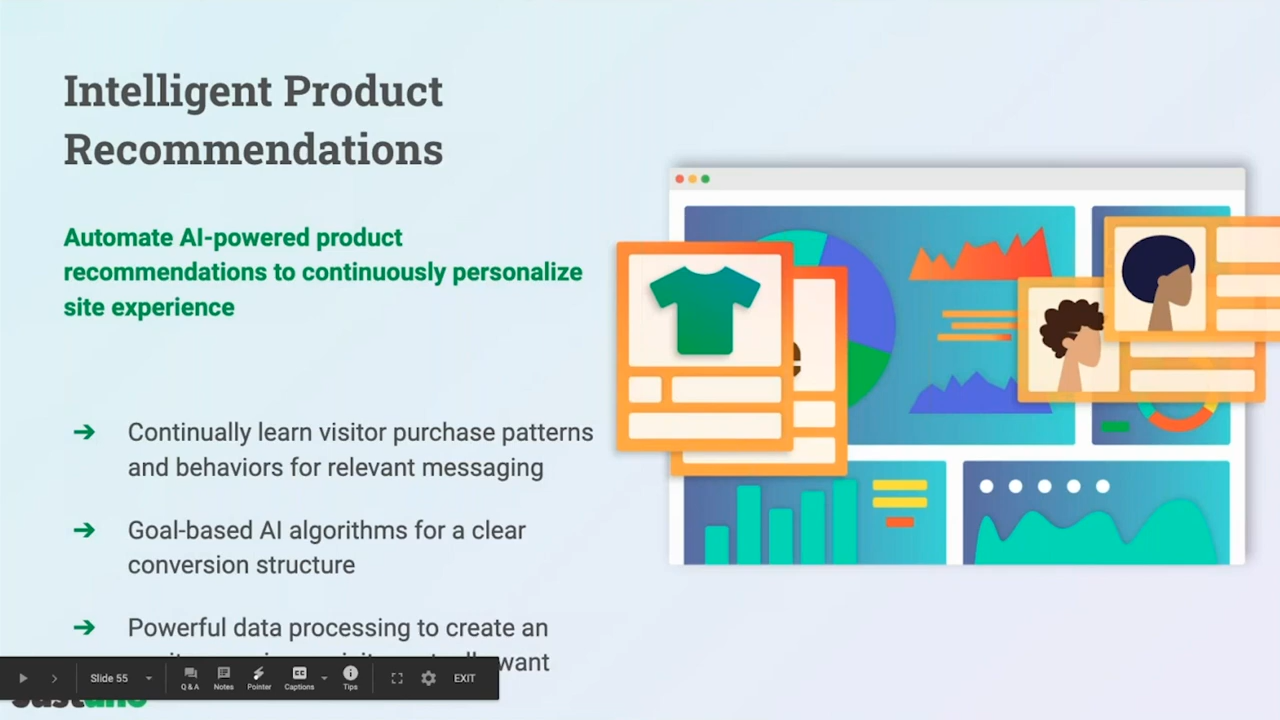 Intelligent Product
Recommendations
Automate AI-powered product
recommendations to continuously personalize
site experience
Continually learn visitor purchase patterns
and behaviors for relevant messaging
Goal-based AI algorithms for a clear
conversion structure
Powerful data processing to create an
want
Slide 55
Q & A
Notes
Pointer
CC
Captions
Tips
EXIT